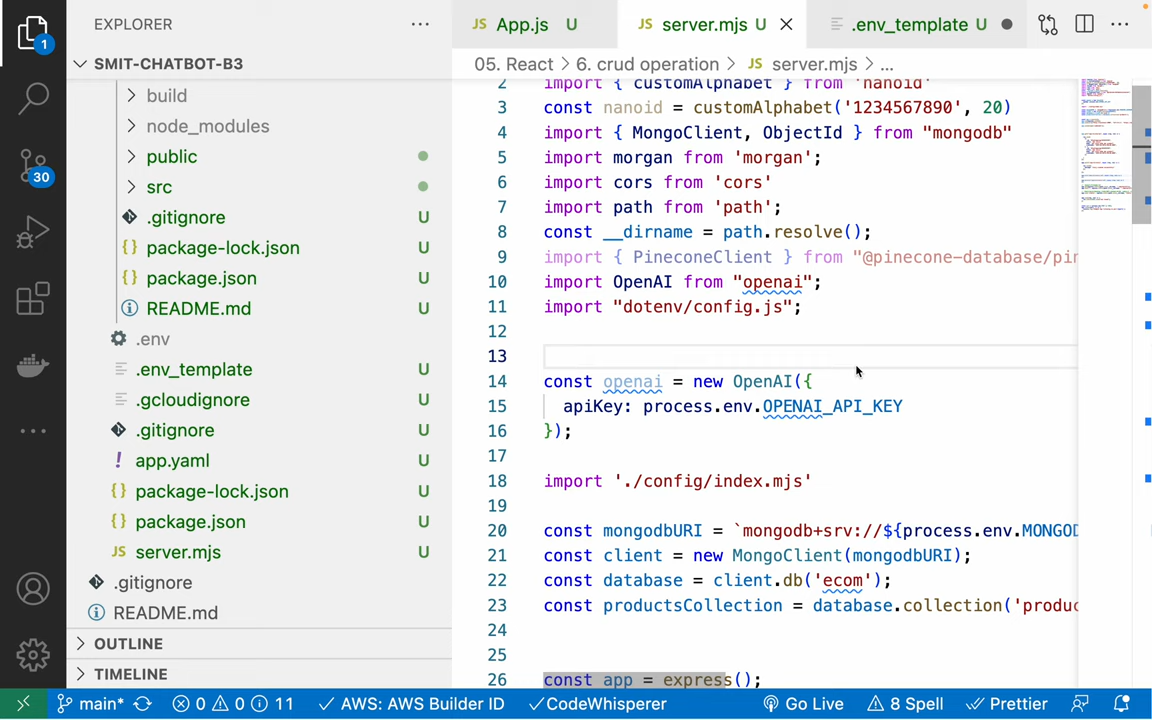 EXPLORER
SMIT-CHATBOT-B3
build
node_modules
public
src
.gitignore U
package-lock.json U
package.json U
README.md U
.env
.env_template U
.gcloudignore U
.gitignore U
app.yaml U
package-lock.json U
package.json U
server.mjs U
.gitignore
README.md
OUTLINE
TIMELINE
1
30
JS App.js U
JS server.mjs U
.env_template U
05. React > 6. crud operation > JS server.mjs > ...
2 import { customAlphabet } from 'nanoid'
3 const nanoid = customAlphabet('1234567890', 20)
4 import { MongoClient, ObjectId } from "mongodb"
5 import morgan from 'morgan';
6 import cors from 'cors'
7 import path from 'path';
8 const __dirname = path.resolve();
9 import { PineconeClient } from "@pinecone-database/pin
10 import OpenAI from "openai";
11 import "dotenv/config.js";
12
13
14 const openai = new OpenAI({
15 apiKey: process.env.OPENAI_API_KEY
16 });
17
18 import './config/index.mjs'
19
20 const mongodbURI = `mongodb+srv://${process.env.MONGOD
21 const client = new MongoClient(mongodbURI);
22 const database = client.db('ecom');
23 const productsCollection = database.collection('produc
24
25
26 const app = express();
main* 0 0 11 AWS: AWS Builder ID CodeWhisperer Go Live 8 Spell Prettier